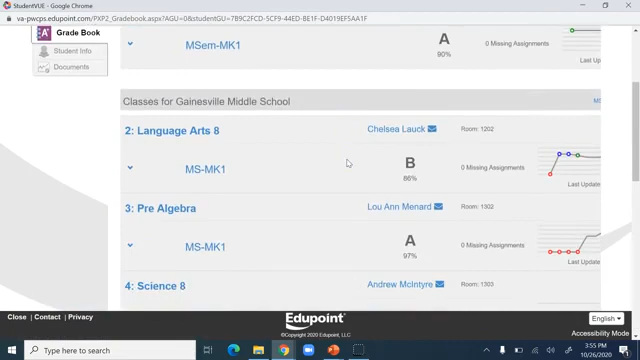 StudentVUE - Google Chrome
va-pwcps.edupoint.com/PXP2_Gradebook.aspx?AGU=0&studentGU=7B9C2FC3-9459-44ED-BE1F-D4019EF5AA1F
Grade Book
Student Info
Documents
MSem-MK1
A
90%
0 Missing Assignments
Last Up
Classes for Gainesville Middle School
MS
2: Language Arts 8
Chelsea Lauck
Room: 1202
MS-MK1
B
86%
0 Missing Assignments
Last Update
3: Pre Algebra
Lou Ann Menard
Room: 1302
MS-MK1
A
97%
0 Missing Assignments
Last Update
4: Science 8
Andrew McIntyre
Room: 1303
Close | Contact | Privacy
Edupoint
©Copyright 2020 Edupoint, LLC
English
Accessibility Mode
Type here to search
3:55 PM
10/26/2020